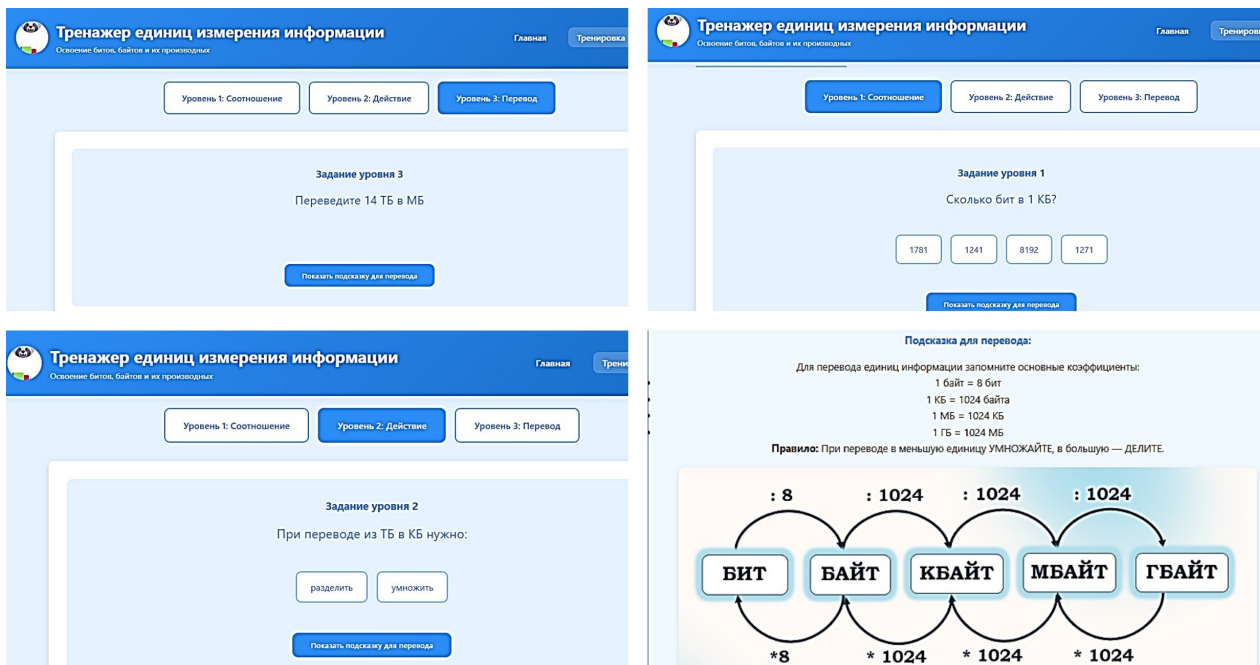 Тренажер единиц измерения информации
Освоение битов, байтов и их производных
Главная
Тренировка
Уровень 1: Соотношение
Уровень 2: Действие
Уровень 3: Перевод
Задание уровня 3
Переведите 14 ТБ в МБ
Показать подсказку для перевода
Тренажер единиц измерения информации
Освоение битов, байтов и их производных
Главная
Трениров
Уровень 1: Соотношение
Уровень 2: Действие
Уровень 3: Перевод
Задание уровня 1
Сколько бит в 1 КБ?
1781
1241
8192
1271
Показать подсказку для перевода
Тренажер единиц измерения информации
Освоение битов, байтов и их производных
Главная
Трени
Уровень 1: Соотношение
Уровень 2: Действие
Уровень 3: Перевод
Задание уровня 2
При переводе из ТБ в КБ нужно:
разделить
умножить
Показать подсказку для перевода
Подсказка для перевода:
Для перевода единиц информации запомните основные коэффициенты:
1 байт = 8 бит
1 КБ = 1024 байта
1 МБ = 1024 КБ
1 ГБ = 1024 МБ
Правило: При переводе в меньшую единицу УМНОЖАЙТЕ, в большую — ДЕЛИТЕ.
: 8 : 1024 : 1024 : 1024
БИТ БАЙТ КБАЙТ МБАЙТ ГБАЙТ
*8 * 1024 * 1024 * 1024